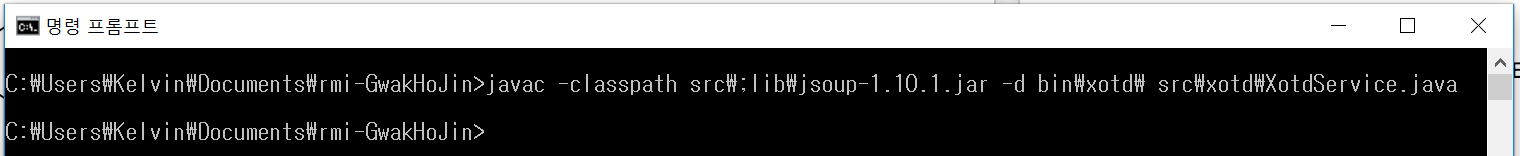 명령 프롬프트
C:₩Users₩Kelvin₩Documents₩rmi-GwakHoJin>javac -classpath src₩;lib₩jsoup-1.10.1.jar -d bin₩xotd₩ src₩xotd₩XotdService.java
C:₩Users₩Kelvin₩Documents₩rmi-GwakHoJin>